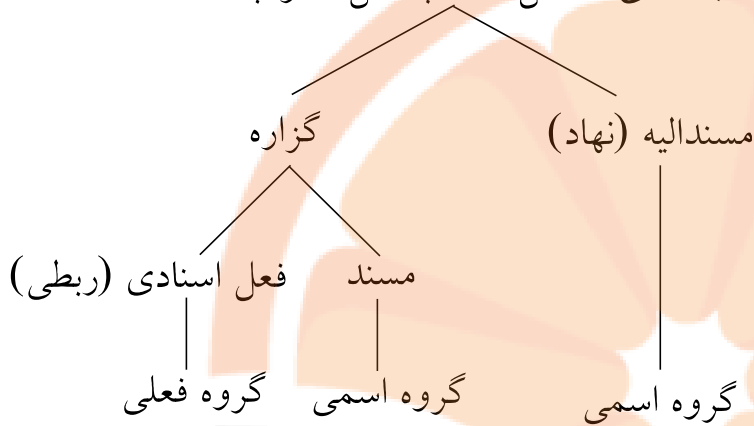 مسندالیه (نهاد) گزاره
مسند فعل اسنادی (ربطی)
گروه اسمی گروه اسمی گروه فعلی